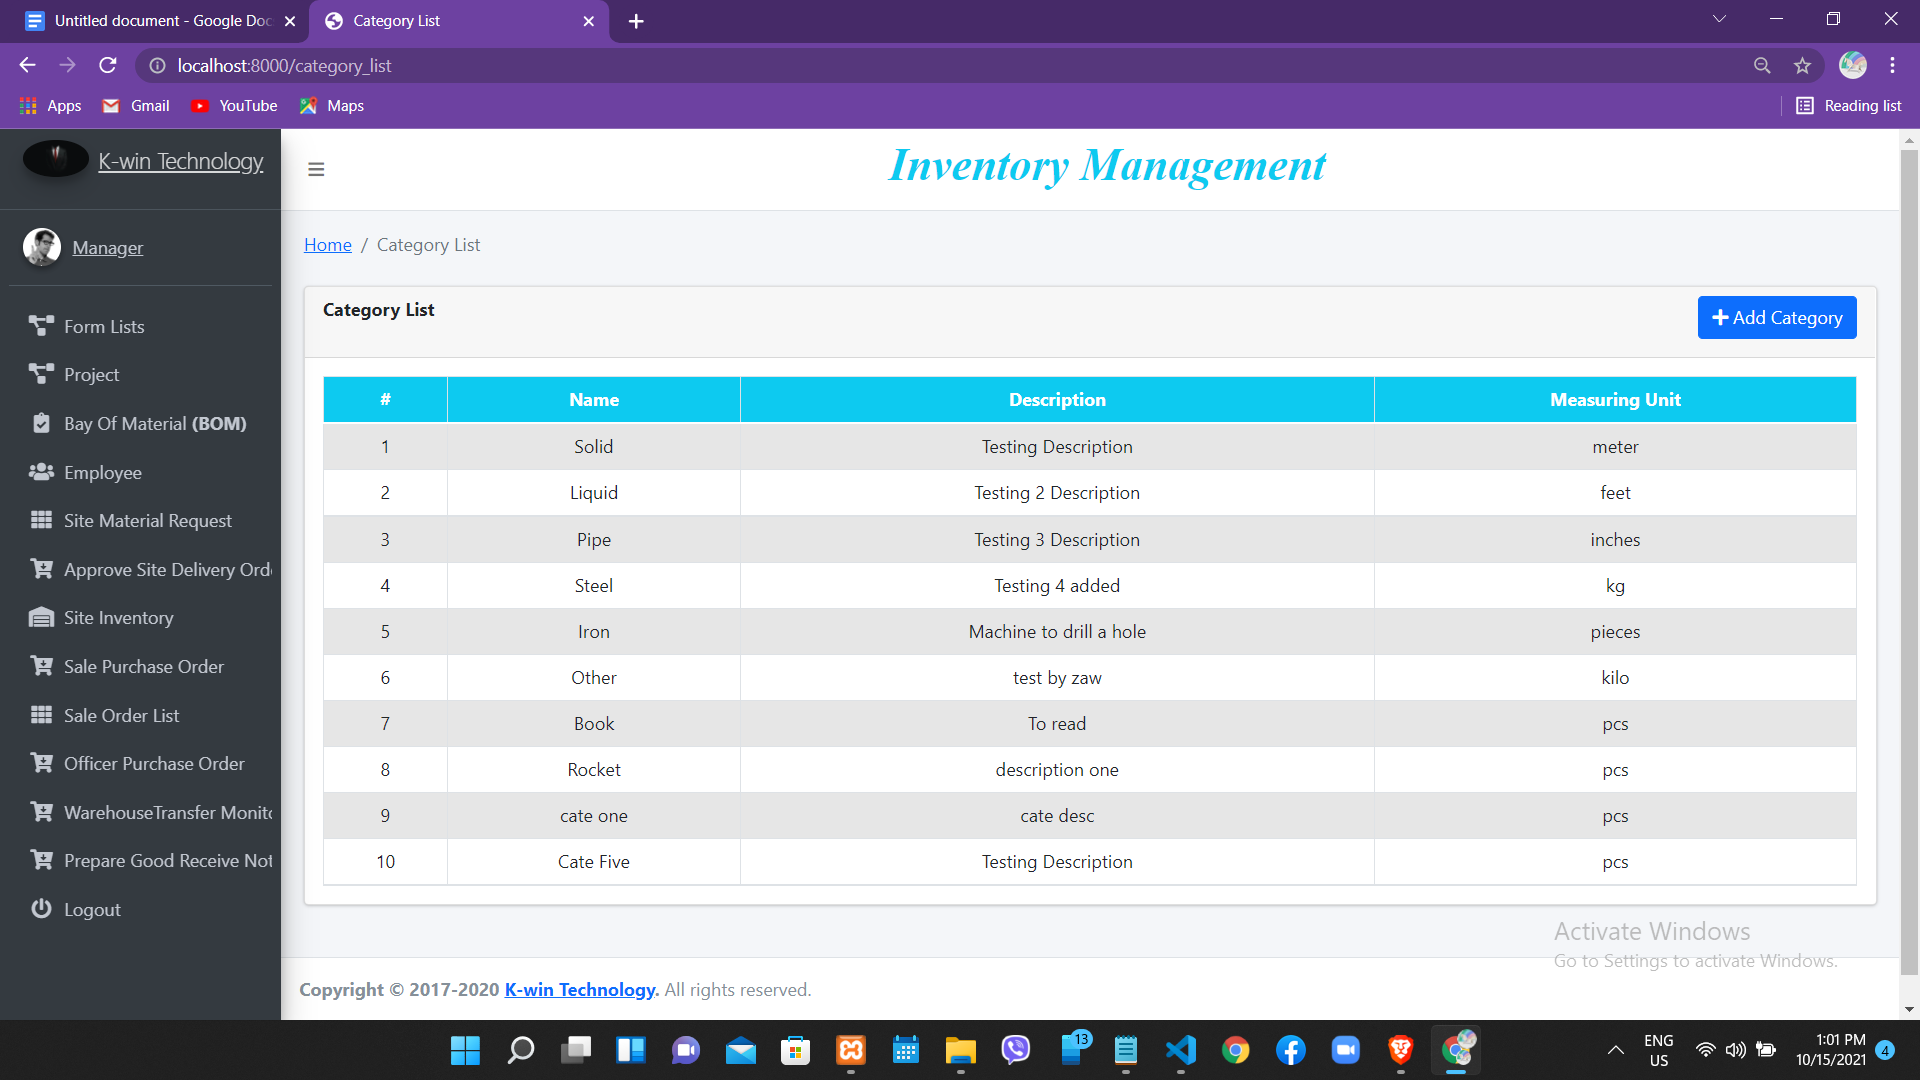 Untitled document - Google Doc
Category List
localhost:8000/category_list
Apps
Gmail
YouTube
Maps
Reading list
K-win Technology
Inventory Management
Manager
Home / Category List
Form Lists
Project
Bay Of Material (BOM)
Employee
Site Material Request
Approve Site Delivery Orde
Site Inventory
Sale Purchase Order
Sale Order List
Officer Purchase Order
WarehouseTransfer Monito
Prepare Good Receive Not
Logout
Category List
Add Category
# Name Description Measuring Unit
1 Solid Testing Description meter
2 Liquid Testing 2 Description feet
3 Pipe Testing 3 Description inches
4 Steel Testing 4 added kg
5 Iron Machine to drill a hole pieces
6 Other test by zaw kilo
7 Book To read pcs
8 Rocket description one pcs
9 cate one cate desc pcs
10 Cate Five Testing Description pcs
Activate Windows
Go to Settings to activate Windows.
Copyright © 2017-2020 K-win Technology. All rights reserved.
13
ENG
US
1:01 PM
10/15/2021
4